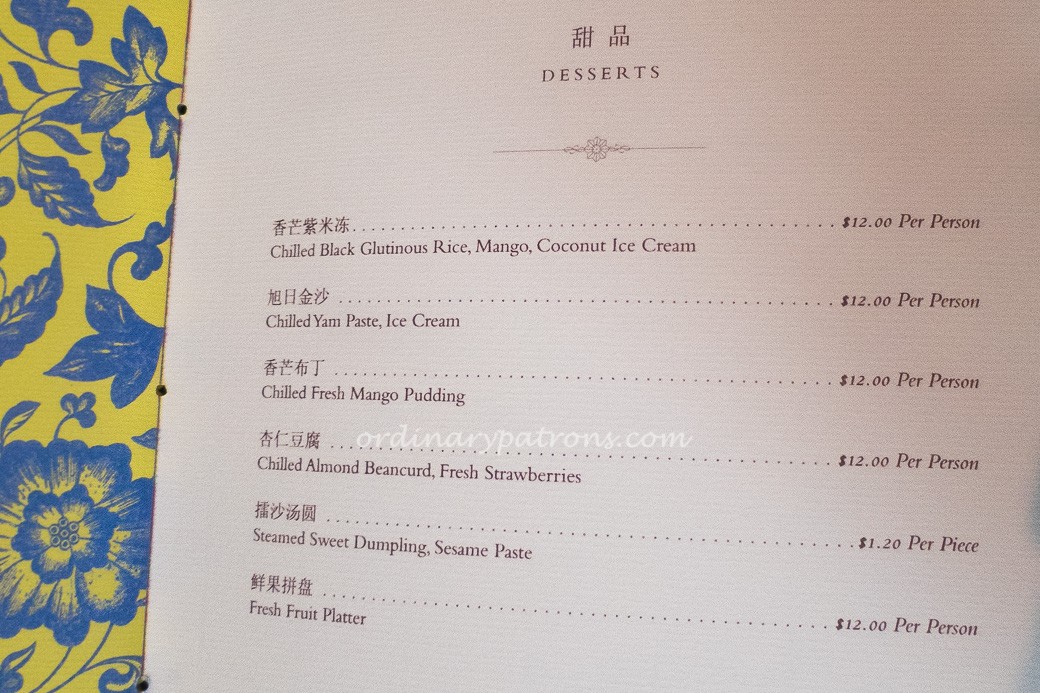 甜品
DESSERTS
香芒紫米冻. . . . . . . . . . . . . . . . . . . . . . . . . . . . . . . . . . . . . . . . $12.00 Per Person
Chilled Black Glutinous Rice, Mango, Coconut Ice Cream
旭日金沙 . . . . . . . . . . . . . . . . . . . . . . . . . . . . . . . . . . . . . . . . $12.00 Per Person
Chilled Yam Paste, Ice Cream
香芒布丁 . . . . . . . . . . . . . . . . . . . . . . . . . . . . . . . . . . . . . . . . $12.00 Per Person
Chilled Fresh Mango Pudding
杏仁豆腐 . . . . . . . . . . . . . . . . . . . . . . . . . . . . . . . . . . . . . . . . $12.00 Per Person
ordinarypatrons.com
Chilled Almond Beancurd, Fresh Strawberries
擂沙汤圆 . . . . . . . . . . . . . . . . . . . . . . . . . . . . . . . . . . . . . . . . $1.20 Per Piece
Steamed Sweet Dumpling, Sesame Paste
鲜果拼盘 . . . . . . . . . . . . . . . . . . . . . . . . . . . . . . . . . . . . . . . . $12.00 Per Person
Fresh Fruit Platter